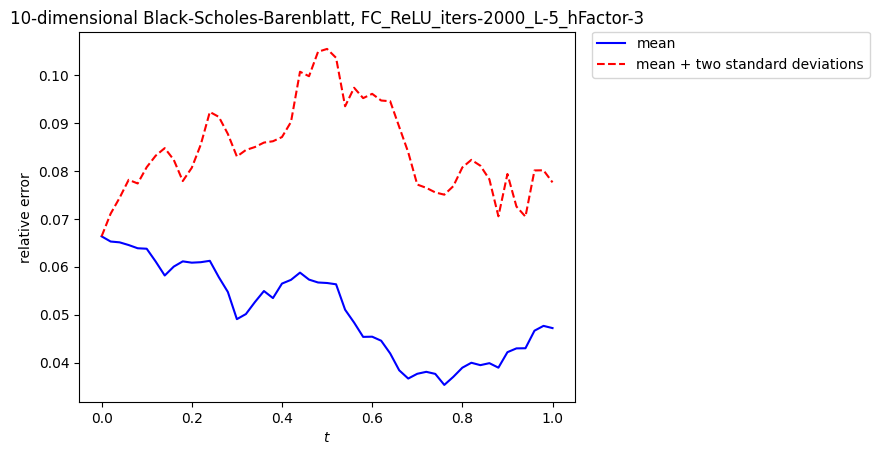 10-dimensional Black-Scholes-Barenblatt, FC_ReLU_iters-2000_L-5_hFactor-3
mean
mean + two standard deviations
0.10
0.09
0.08
0.07
0.06
0.05
0.04
relative error
0.0 0.2 0.4 0.6 0.8 1.0
t